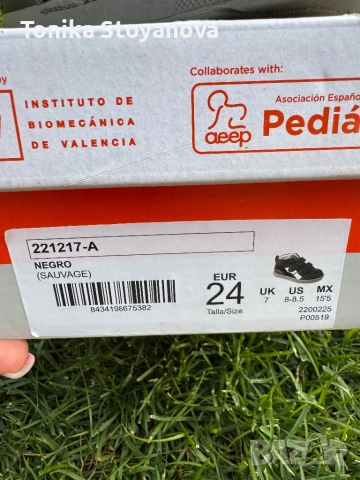 Tonika Stoyanova
by
INSTITUTO DE
BIOMECÁNICA
DE VALENCIA
Collaborates with:
aeep
Asociación Españo
Pediá
221217-A
NEGRO
(SAUVAGE)
8434196675382
EUR
24
Talla/Size
UK US MX
7 8-8.5 15'5
2200225
P00519